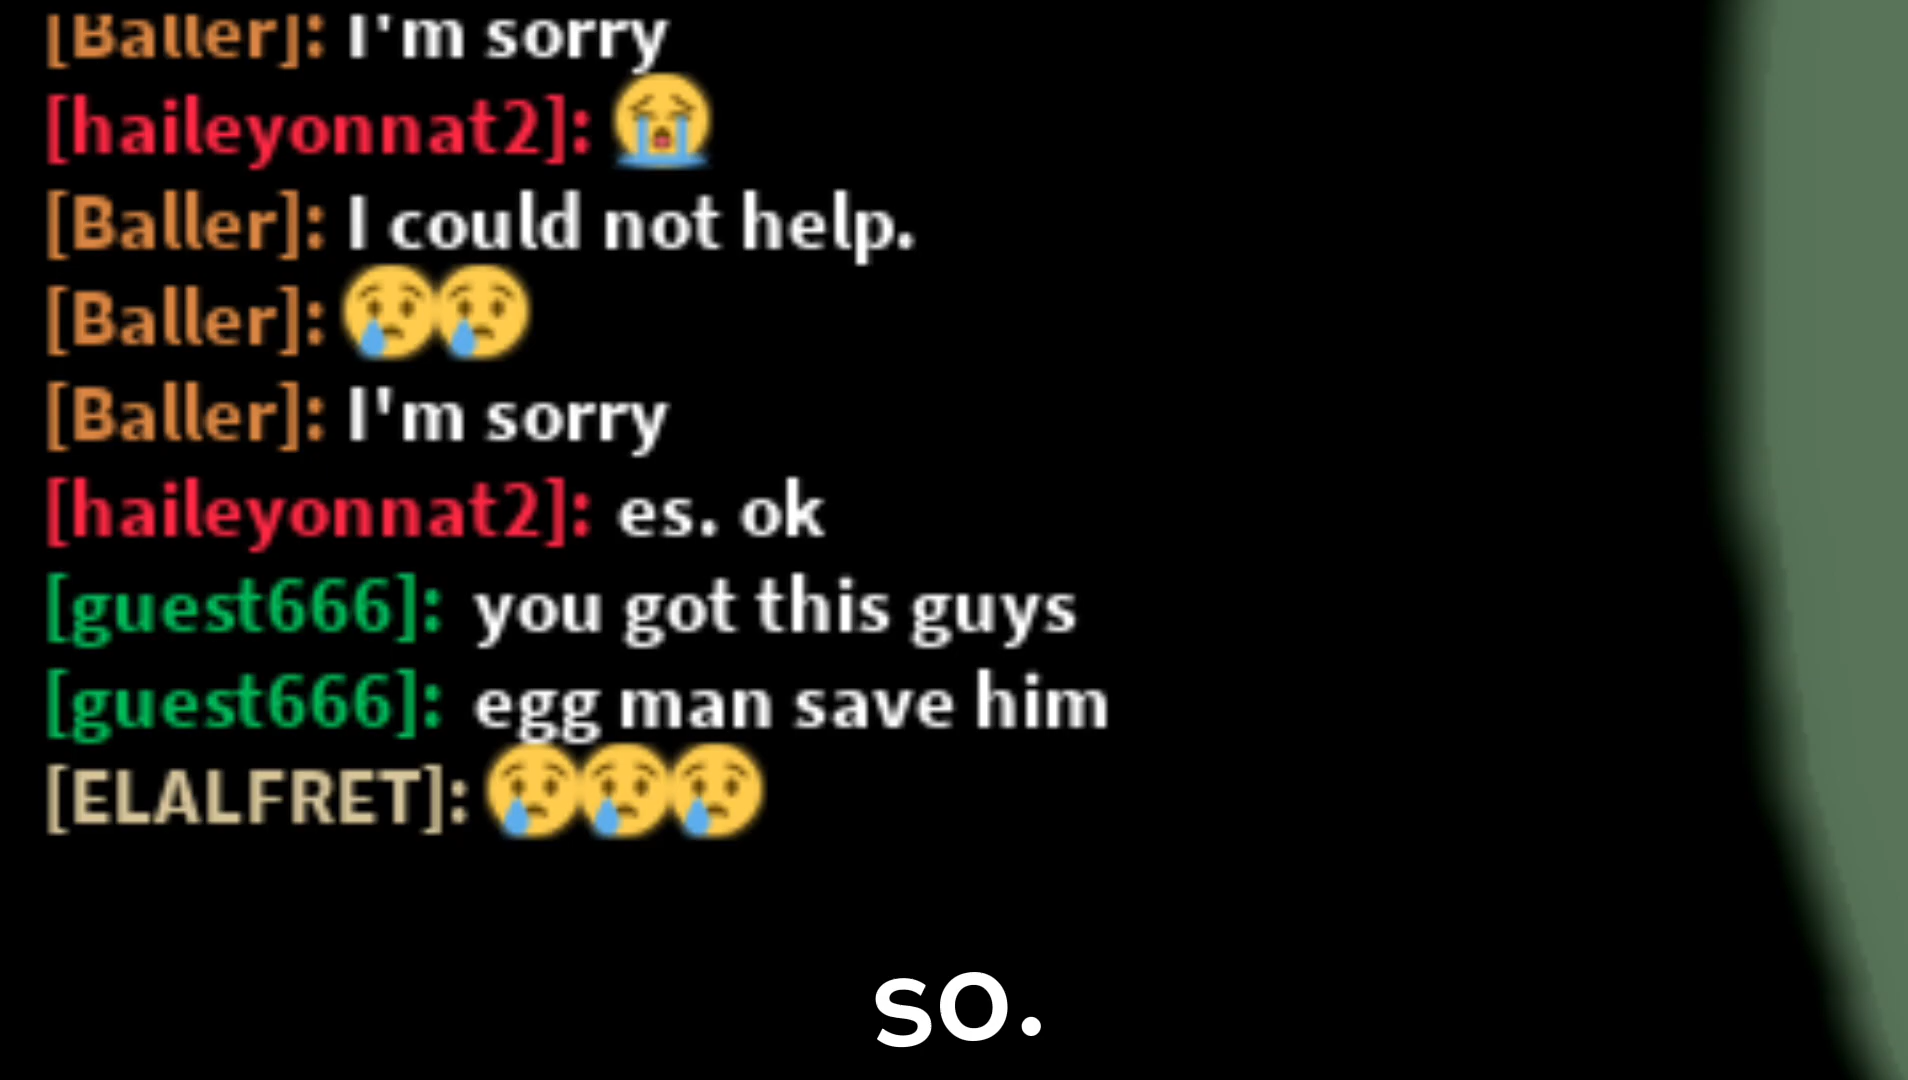 [Baller]: I'm sorry
[haileyonnat2]: 😭
[Baller]: I could not help.
[Baller]: 😢😢
[Baller]: I'm sorry
[haileyonnat2]: es. ok
[guest666]: you got this guys
[guest666]: egg man save him
[ELALFRET]: 😢😢😢
so.